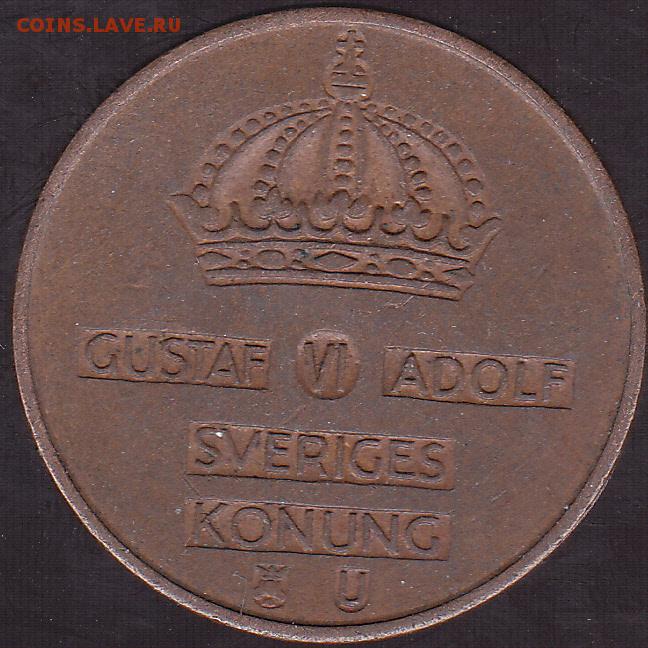 COINS.LAVE.RU
GUSTAF VI ADOLF
SVERIGES
KONUNG
U